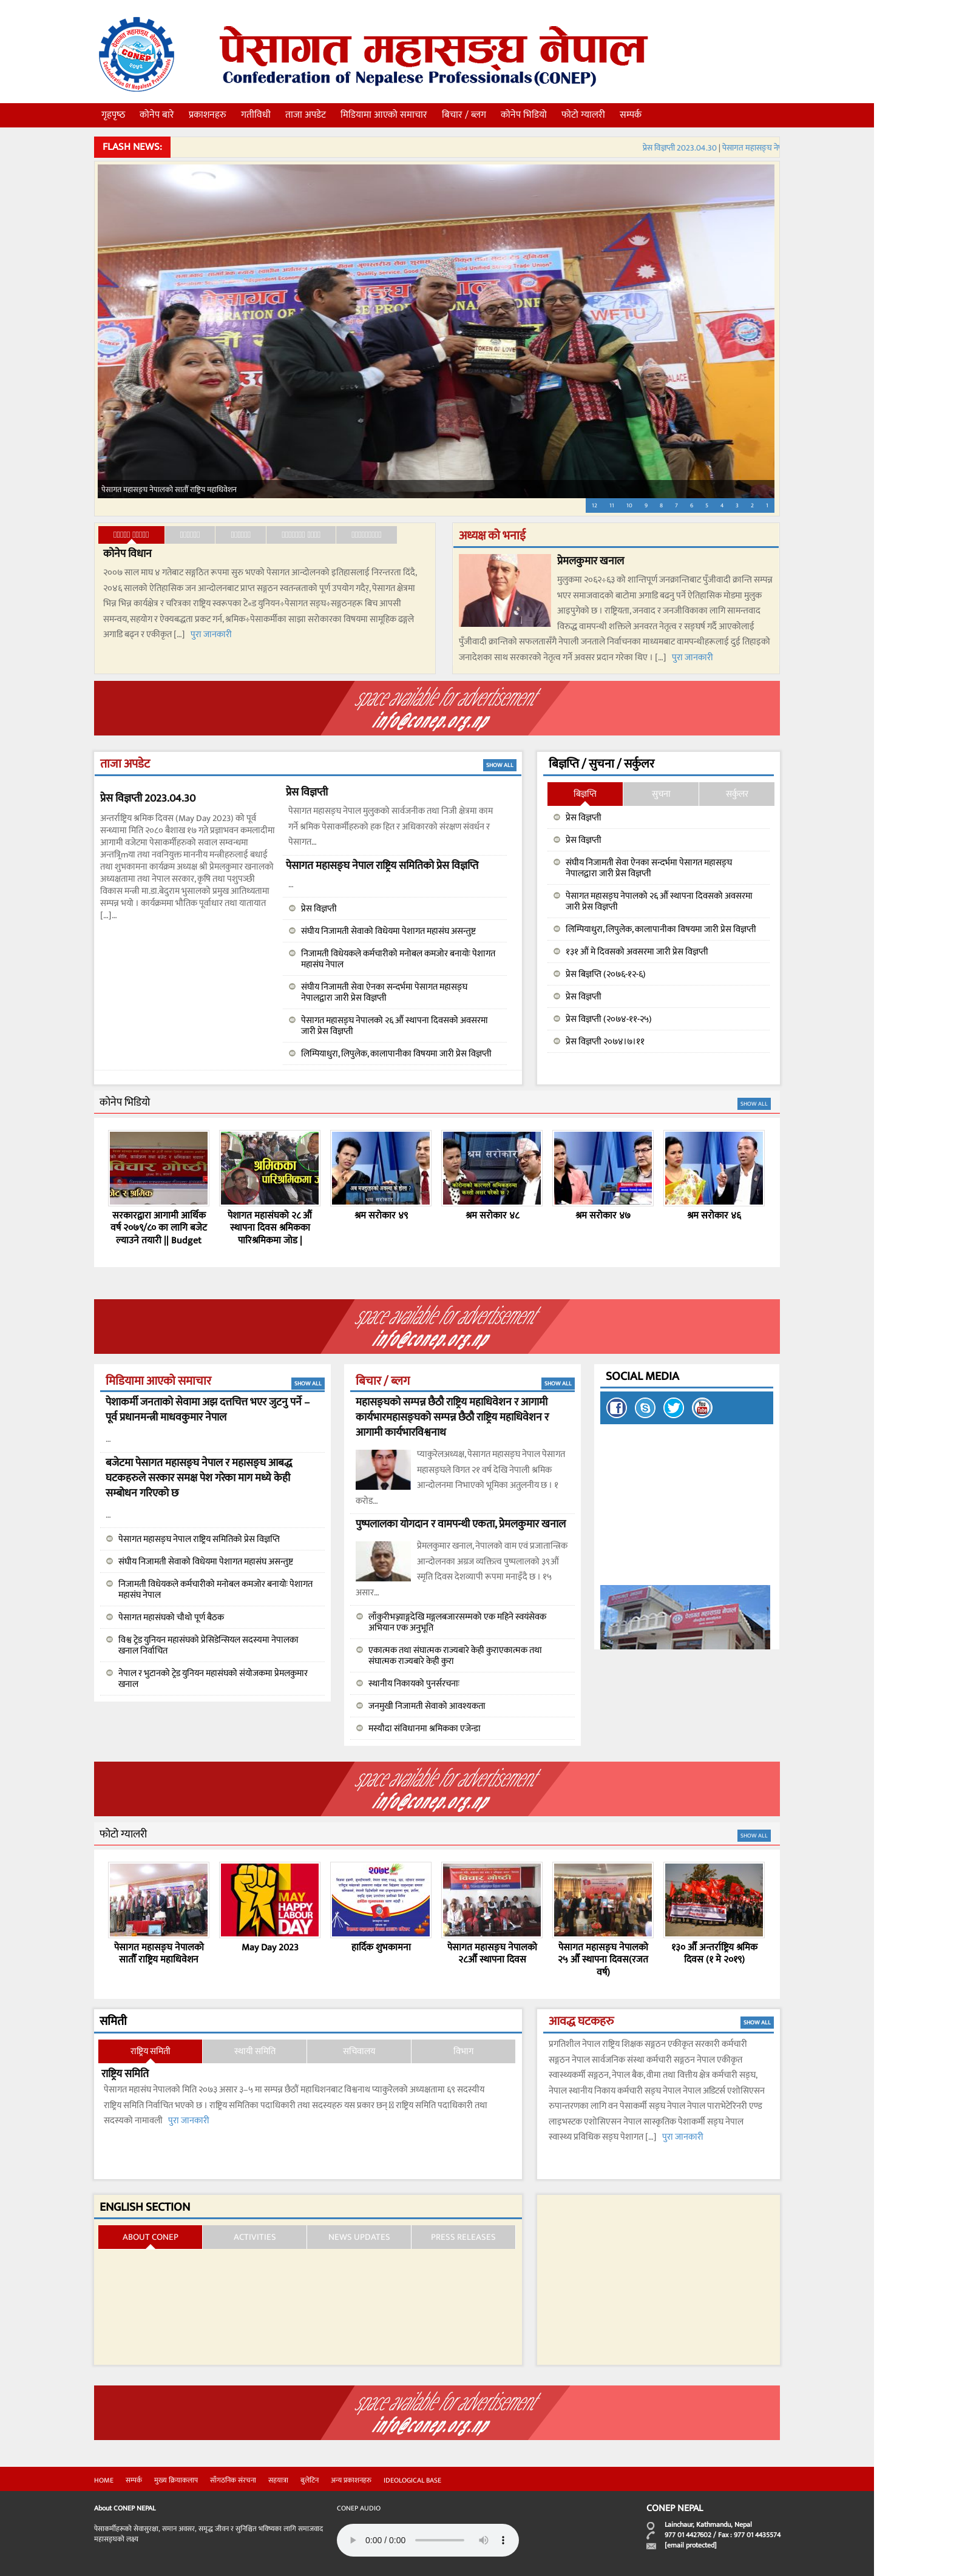 पेसागत महासङ्घ नेपाल
Confederation of Nepalese Professionals(CONEP)
CONEP
गृहपृष्ठ कोनेप बारे प्रकाशनहरु गतीविधी ताजा अपडेट मिडियामा आएको समाचार बिचार / ब्लग कोनेप भिडियो फोटो ग्यालरी सम्पर्क
FLASH NEWS:
प्रेस विज्ञप्ती 2023.04.30 | पेसागत महासङ्घ
WFTU
TOKEN OF LOVE
पेसागत महासङ्घ नेपालको सातौँ राष्ट्रिय महाधिवेशन
12 11 10 9 8 7 6 5 4 3 2 1
कोनेप विधान
२००७ साल माघ ४ गतेबाट सङ्गठित रूपमा सुरु भएको पेसागत आन्दोलनको इतिहासलाई निरन्तरता दिँदै,
२०४६ सालको ऐतिहासिक जन आन्दोलनबाट प्राप्त सङ्गठन स्वतन्त्रताको पूर्ण उपयोग गर्दै, पेसागत क्षेत्रमा
भिन्न भिन्न कार्यक्षेत्र र चरित्रका राष्ट्रिय स्वरूपका टे«ड युनियन÷पेसागत सङ्घ÷सङ्गठनहरू बिच आपसी
समन्वय, सहयोग र ऐक्यबद्धता प्रकट गर्न, श्रमिक÷पेसाकर्मीका साझा सरोकारका विषयमा सामूहिक ढङ्गले
अगाडि बढ्न र एकीकृत [...] पुरा जानकारी
अध्यक्ष को भनाई
प्रेमलकुमार खनाल
मुलुकमा २०६२÷६३ को शान्तिपूर्ण जनक्रान्तिबाट पुँजीवादी क्रान्ति सम्पन्न
भएर समाजवादको बाटोमा अगाडि बढ्नु पर्ने ऐतिहासिक मोडमा मुलुक
आइपुगेको छ । राष्ट्रियता, जनवाद र जनजीविकाका लागि सामन्तवाद
विरुद्ध वामपन्थी शक्तिले अनवरत नेतृत्व र सङ्घर्ष गर्दै आएकोलाई
पुँजीवादी क्रान्तिको सफलतासँगै नेपाली जनताले निर्वाचनका माध्यमबाट वामपन्थीहरूलाई दुई तिहाइको
जनादेशका साथ सरकारको नेतृत्व गर्ने अवसर प्रदान गरेका थिए । [...] पुरा जानकारी
space available for advertisement
info@conep.org.np
ताजा अपडेट
SHOW ALL
प्रेस विज्ञप्ती 2023.04.30
अन्तर्राष्ट्रिय श्रमिक दिवस (May Day 2023) को पूर्व
सन्ध्यामा मिति २०८० बैशाख १७ गते प्रज्ञाभवन कमलादीमा
आगामी वजेटमा पेसाकर्मीहरुको सवाल सम्वन्धमा
तथा शुभकामना कार्यक्रम अध्यक्ष श्री प्रेमलकुमार खनालको
अध्यक्षतामा तथा नेपाल सरकार, कृषि तथा पशुपञ्छी
विकास मन्त्री मा.डा.बेदुराम भुसालको प्रमुख आतिथ्यतामा
सम्पन्न भयो । कार्यक्रममा भौतिक पूर्वाधार तथा यातायात
[...]...
प्रेस विज्ञप्ती
पेसागत महासङ्घ नेपाल मुलुकको सार्वजनीक तथा निजी क्षेत्रमा काम
गर्ने श्रमिक पेसाकर्मीहरुको हक हित र अधिकारको संरक्षण संवर्धन र
पेसागत...
पेसागत महासङ्घ नेपाल राष्ट्रिय समितिको प्रेस विज्ञप्ति
...
प्रेस विज्ञप्ती
संघीय निजामती सेवाको विधेयमा पेशागत महासंघ असन्तुष्ट
निजामती विधेयकले कर्मचारीको मनोबल कमजोर बनायोः पेशागत
महासंघ नेपाल
संघीय निजामती सेवा ऐनका सन्दर्भमा पेसागत महासङ्घ
नेपालद्वारा जारी प्रेस विज्ञप्ती
पेसागत महासङ्घ नेपालको २६ औँ स्थापना दिवसको अवसरमा
जारी प्रेस विज्ञप्ती
लिम्पियाधुरा, लिपुलेक, कालापानीका विषयमा जारी प्रेस विज्ञप्ती
बिज्ञप्ति / सुचना / सर्कुलर
बिज्ञप्ति सुचना सर्कुलर
प्रेस विज्ञप्ती
प्रेस विज्ञप्ती
संघीय निजामती सेवा ऐनका सन्दर्भमा पेसागत महासङ्घ
नेपालद्वारा जारी प्रेस विज्ञप्ती
पेसागत महासङ्घ नेपालको २६ औँ स्थापना दिवसको अवसरमा
जारी प्रेस विज्ञप्ती
लिम्पियाधुरा, लिपुलेक, कालापानीका विषयमा जारी प्रेस विज्ञप्ती
१३१ औं मे दिवसको अवसरमा जारी प्रेस विज्ञप्ती
प्रेस बिज्ञप्ति (२०७६-१२-६)
प्रेस विज्ञप्ती
प्रेस विज्ञप्ती (२०७४-११-२५)
प्रेस विज्ञप्ती २०७४।७।११
कोनेप भिडियो
SHOW ALL
सरकारद्वारा आगामी आर्थिक
वर्ष २०७९/८० का लागि बजेट
ल्याउने तयारी || Budget
पेशागत महासंघको २८ औं
स्थापना दिवस श्रमिकका
पारिश्रमिकमा जोड |
श्रम सरोकार ४९
श्रम सरोकार ४८
श्रम सरोकार ४७
श्रम सरोकार ४६
space available for advertisement
info@conep.org.np
मिडियामा आएको समाचार
SHOW ALL
पेशाकर्मी जनताको सेवामा अझ दत्तचित्त भएर जुटनु पर्ने –
पूर्व प्रधानमन्त्री माधवकुमार नेपाल
...
बजेटमा पेसागत महासङ्घ नेपाल र महासङ्घ आबद्ध
घटकहरुले सरकार समक्ष पेश गरेका माग मध्ये केही
सम्बोधन गरिएको छ
...
पेसागत महासङ्घ नेपाल राष्ट्रिय समितिको प्रेस विज्ञप्ति
संघीय निजामती सेवाको विधेयमा पेशागत महासंघ असन्तुष्ट
निजामती विधेयकले कर्मचारीको मनोबल कमजोर बनायोः पेशागत
महासंघ नेपाल
पेसागत महासंघको चौथो पूर्ण बैठक
विश्व ट्रेड युनियन महासंघको प्रेसिडेन्सियल सदस्यमा नेपालका
खनाल निर्वाचित
नेपाल र भुटानको ट्रेड युनियन महासंघको संयोजकमा प्रेमलकुमार
खनाल
बिचार / ब्लग
SHOW ALL
महासङ्घको सम्पन्न छैठौ राष्ट्रिय महाधिवेशन र आगामी
कार्यभारमहासङ्घको सम्पन्न छैठौ राष्ट्रिय महाधिवेशन र
आगामी कार्यभारविश्वनाथ
प्याकुरेलअध्यक्ष, पेसागत महासङ्घ नेपाल पेसागत
महासङ्घले विगत २१ वर्ष देखि नेपाली श्रमिक
आन्दोलनमा निभाएको भूमिका अतुलनीय छ । १
करोड...
पुष्पलालका योगदान र वामपन्थी एकता, प्रेमलकुमार खनाल
प्रेमलकुमार खनाल, नेपालको वाम एवं प्रजातान्त्रिक
आन्दोलनका अग्रज व्यक्तित्व पुष्पलालको ३९औं
स्मृति दिवस देशव्यापी रूपमा मनाइँदै छ । १५
असार...
लाँकुरीभञ्ज्याङ्गदेखि मङ्गलबजारसम्मको एक महिने स्वयंसेवक
अभियान एक अनुभूति
एकात्मक तथा संघात्मक राज्यबारे केही कुराएकात्मक तथा
संघात्मक राज्यबारे केही कुरा
स्थानीय निकायको पुनर्संरचनाः
जनमुखी निजामती सेवाको आवश्यकता
मस्यौदा संविधानमा श्रमिकका एजेन्डा
SOCIAL MEDIA
space available for advertisement
info@conep.org.np
फोटो ग्यालरी
SHOW ALL
MAY
HAPPY
LABOUR
DAY
पेसागत महासङ्घ नेपालको
सातौँ राष्ट्रिय महाधिवेशन
May Day 2023
हार्दिक शुभकामना
पेसागत महासङ्घ नेपालको
२८औँ स्थापना दिवस
पेसागत महासङ्घ नेपालको
२५ औँ स्थापना दिवस(रजत
वर्ष)
१३० औँ अन्तर्राष्ट्रिय श्रमिक
दिवस (१ मे २०१९)
समिती
राष्ट्रिय समिती स्थायी समिति सचिवालय बिभाग
राष्ट्रिय समिति
पेसागत महासंघ नेपालको मिति २०७३ असार ३–५ मा सम्पन्न छैठौं महाधिशनबाट विश्वनाथ प्याकुरेलको अध्यक्षतामा ६९ सदस्यीय
राष्ट्रिय समिति निर्वाचित भएको छ । राष्ट्रिय समितिका पदाधिकारी तथा सदस्यहरु यस प्रकार छन् राष्ट्रिय समिति पदाधिकारी तथा
सदस्यको नामावली पुरा जानकारी
आवद्ध घटकहरु
SHOW ALL
प्रगतिशील नेपाल राष्ट्रिय शिक्षक सङ्गठन एकीकृत सरकारी कर्मचारी
सङ्गठन नेपाल सार्वजनिक संस्था कर्मचारी सङ्गठन नेपाल एकीकृत
स्वास्थ्यकर्मी सङ्गठन, नेपाल बैक, वीमा तथा वित्तीय क्षेत्र कर्मचारी सङ्घ,
नेपाल स्थानीय निकाय कर्मचारी सङ्घ नेपाल नेपाल अडिटर्स एशोसिएसन
रुपान्तरणका लागि वन पेसाकर्मी सङ्घ नेपाल नेपाल पाराभेटेरिनरी एण्ड
लाइभस्टक एशोसिएसन नेपाल सास्कृतिक पेशाकर्मी सङ्घ नेपाल
स्वास्थ्य प्रविधिक सङ्घ पेशागत [...] पुरा जानकारी
ENGLISH SECTION
ABOUT CONEP ACTIVITIES NEWS UPDATES PRESS RELEASES
space available for advertisement
info@conep.org.np
HOME सम्पर्क मुख्य क्रियाकलाप साँगठनिक संरचना सहयात्रा बुलेटिन अन्य प्रकाशनहरु IDEOLOGICAL BASE
About CONEP NEPAL
पेसाकर्मीहरूको सेवासुरक्षा, समान अवसर, समृद्ध जीवन र सुनिश्चित भविष्यका लागि समाजवाद
महासङ्घको लक्ष्य
CONEP AUDIO
0:00 / 0:00
CONEP NEPAL
Lainchaur, Kathmandu, Nepal
977 01 4427602 / Fax : 977 01 4435574
[email protected]